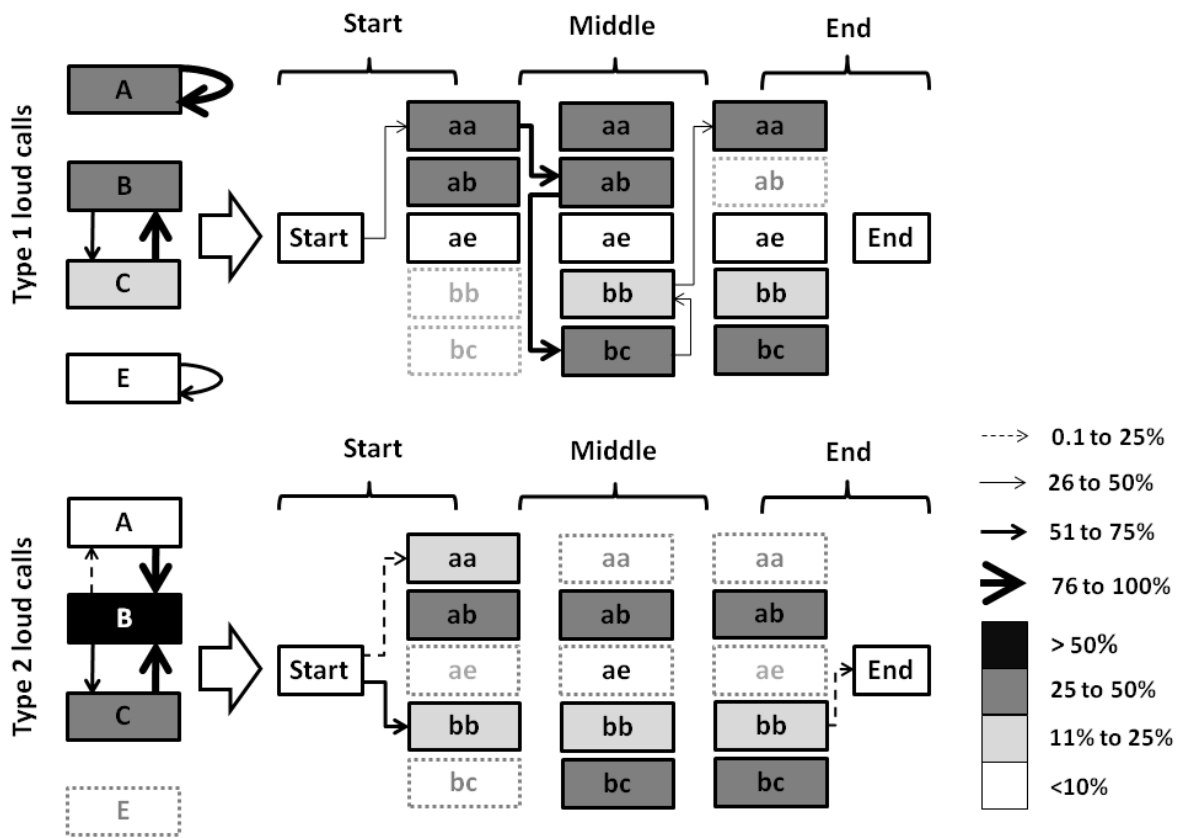 Start
Middle
End
Type 1 loud calls
A
B
C
E
Start
aa
ab
ae
bb
bc
aa
ab
ae
bb
bc
aa
ab
ae
bb
bc
End
Start
Middle
End
Type 2 loud calls
A
B
C
E
Start
aa
ab
ae
bb
bc
aa
ab
ae
bb
bc
aa
ab
ae
bb
bc
End
0.1 to 25%
26 to 50%
51 to 75%
76 to 100%
> 50%
25 to 50%
11% to 25%
<10%